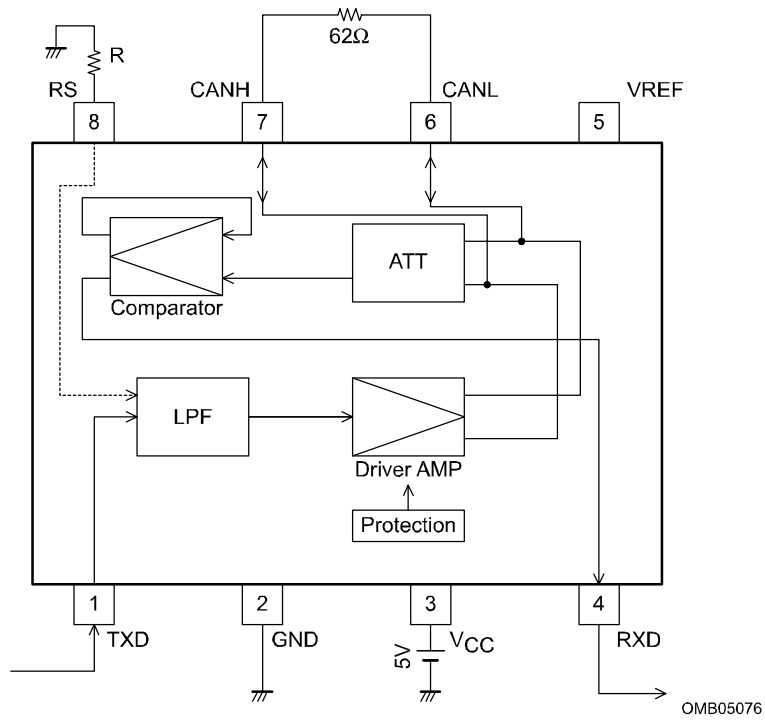 62Ω
R
RS
CANH
CANL
VREF
8
7
6
5
ATT
Comparator
LPF
Driver AMP
Protection
1
2
3
4
TXD
GND
VCC
RXD
5V
OMB05076